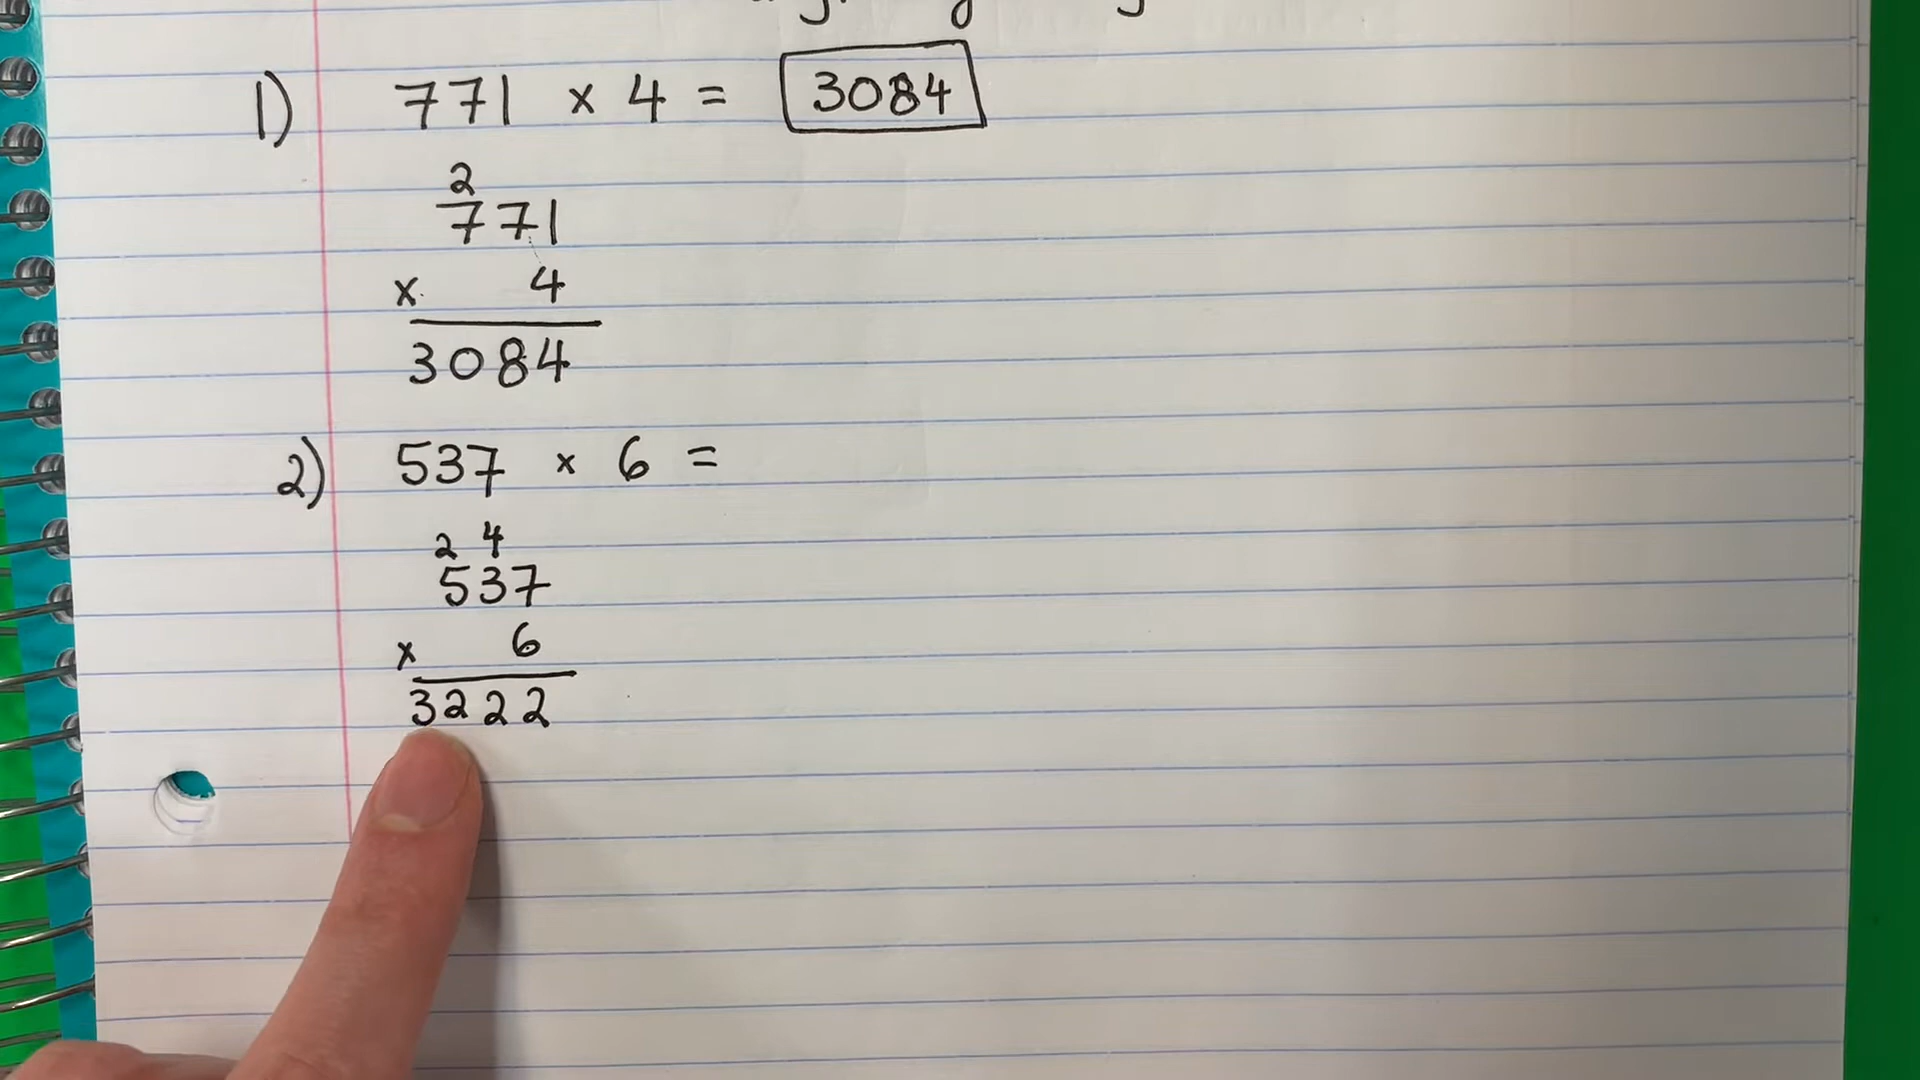 1) 771 x 4 = 3084
2
771
x 4
3084
2) 537 x 6 =
2 4
537
x 6
3222